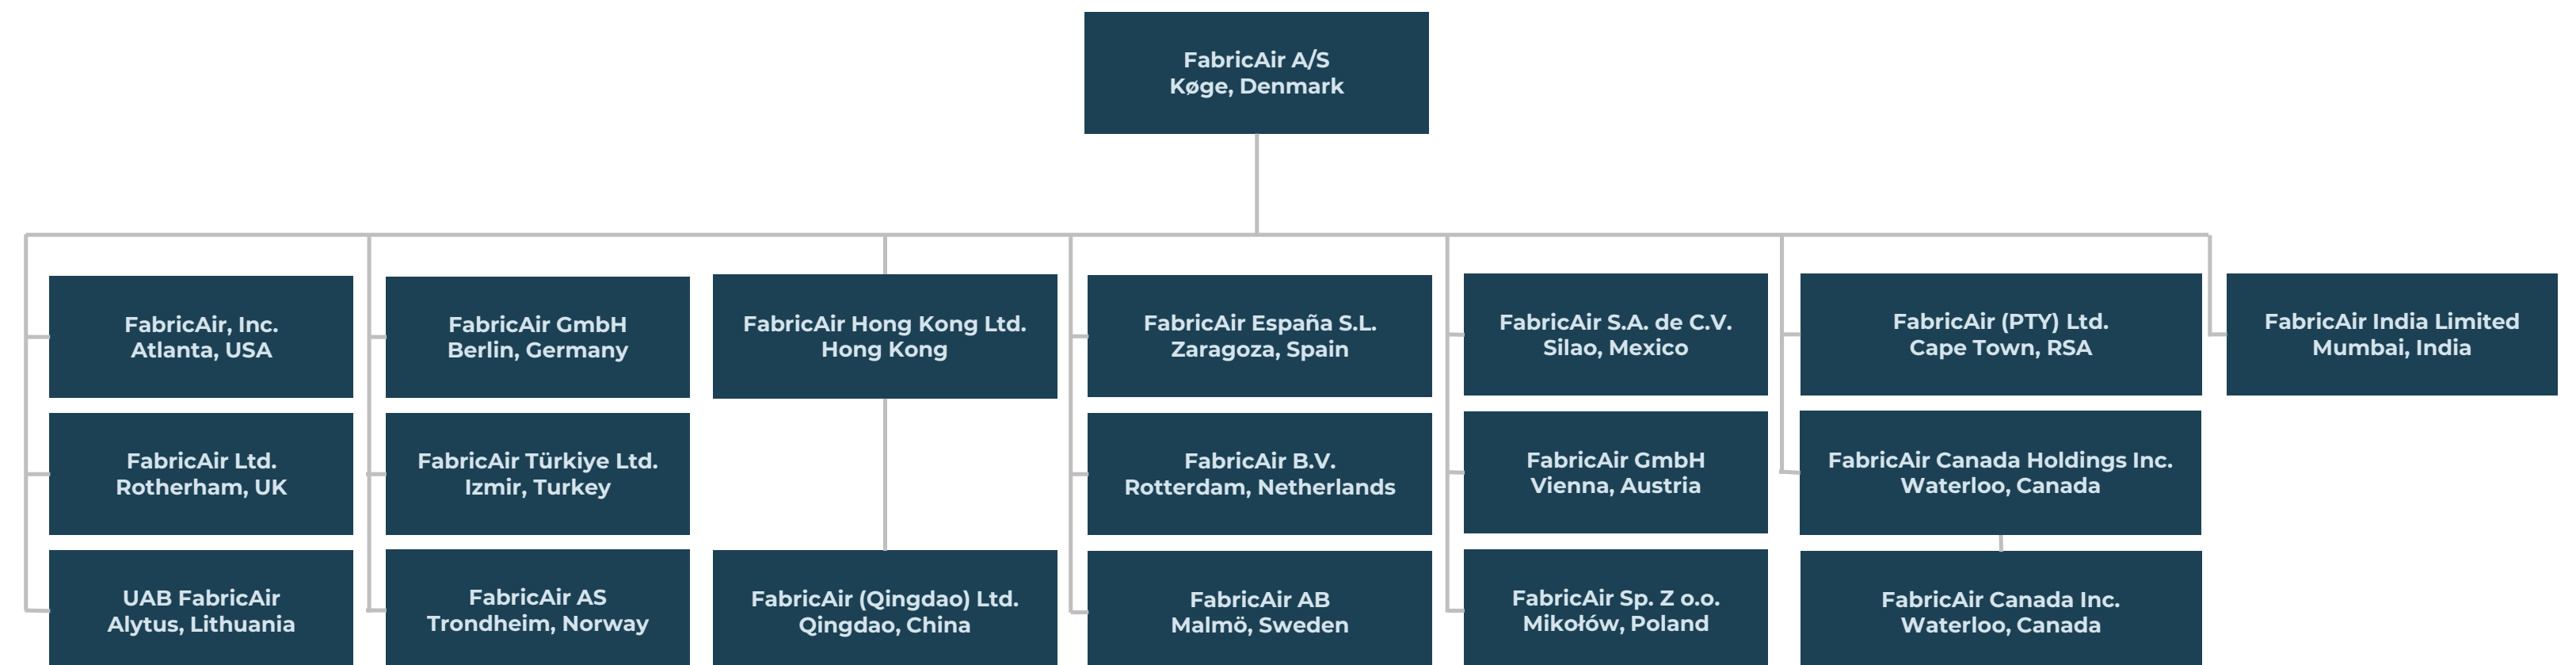 FabricAir A/S
Køge, Denmark
FabricAir, Inc.
Atlanta, USA
FabricAir GmbH
Berlin, Germany
FabricAir Hong Kong Ltd.
Hong Kong
FabricAir España S.L.
Zaragoza, Spain
FabricAir S.A. de C.V.
Silao, Mexico
FabricAir (PTY) Ltd.
Cape Town, RSA
FabricAir India Limited
Mumbai, India
FabricAir Ltd.
Rotherham, UK
FabricAir Türkiye Ltd.
Izmir, Turkey
FabricAir B.V.
Rotterdam, Netherlands
FabricAir GmbH
Vienna, Austria
FabricAir Canada Holdings Inc.
Waterloo, Canada
UAB FabricAir
Alytus, Lithuania
FabricAir AS
Trondheim, Norway
FabricAir (Qingdao) Ltd.
Qingdao, China
FabricAir AB
Malmö, Sweden
FabricAir Sp. Z o.o.
Mikołów, Poland
FabricAir Canada Inc.
Waterloo, Canada